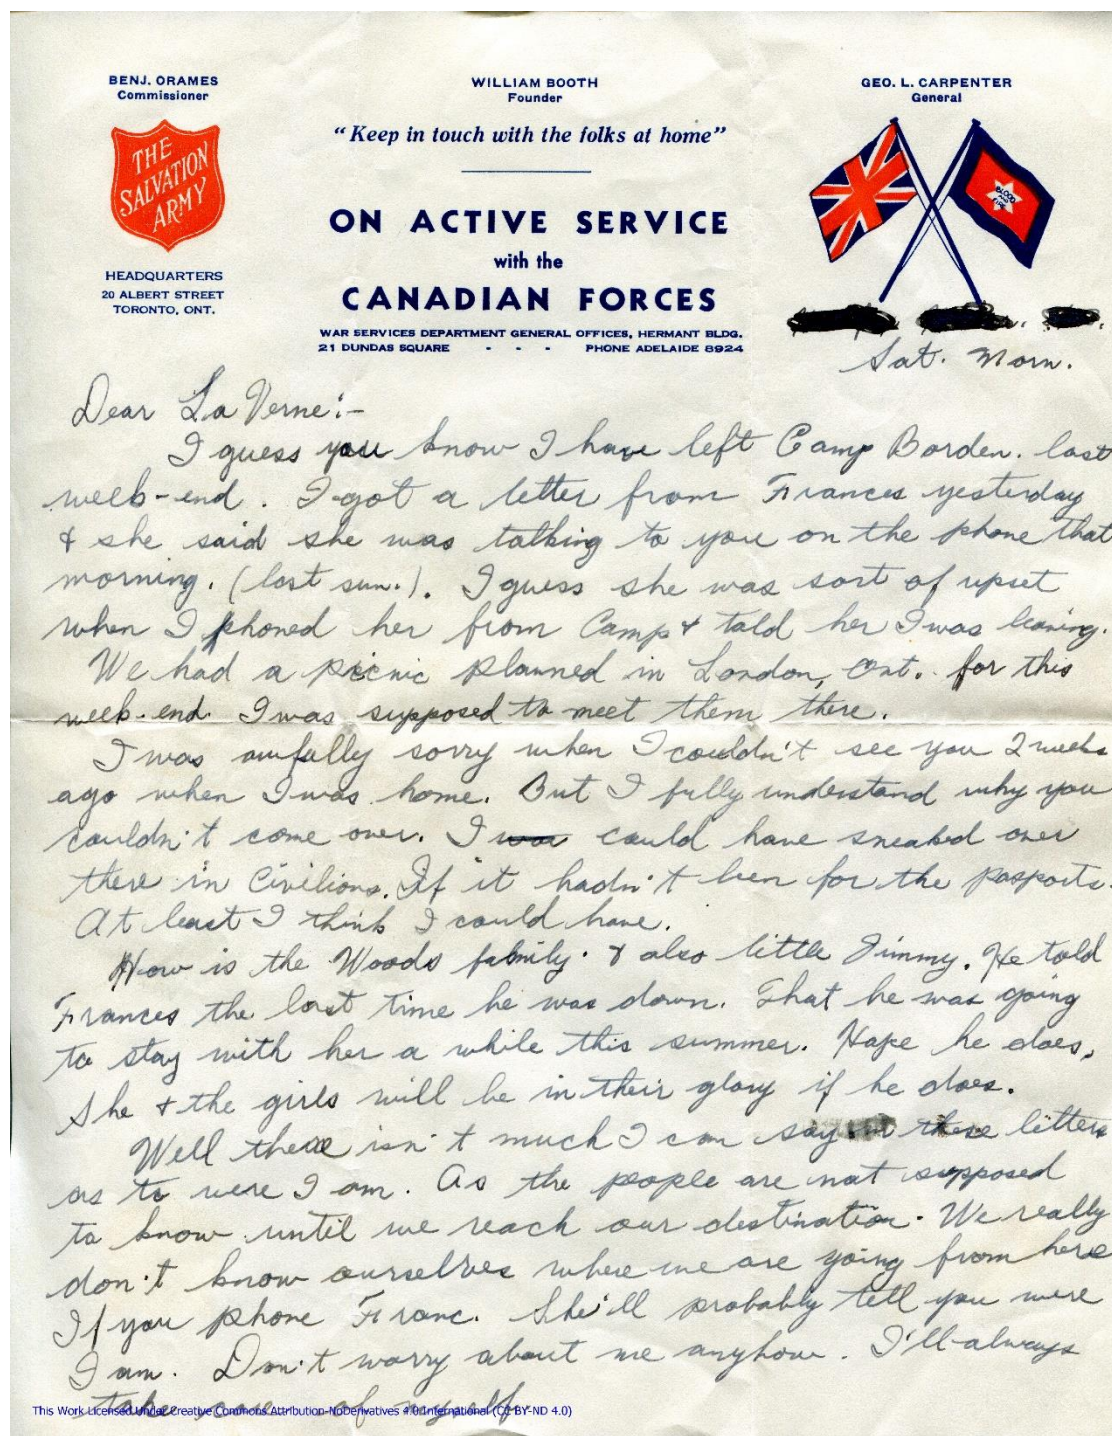 BENJ. ORAMES
Commissioner
WILLIAM BOOTH
Founder
GEO. L. CARPENTER
General
"Keep in touch with the folks at home"
THE
SALVATION
ARMY
BLOOD
AND
FIRE
ON ACTIVE SERVICE
with the
CANADIAN FORCES
HEADQUARTERS
20 ALBERT STREET
TORONTO, ONT.
WAR SERVICES DEPARTMENT GENERAL OFFICES, HERMANT BLDG.
21 DUNDAS SQUARE - - - PHONE ADELAIDE 8924
Sat. Morn.
Dear La Verne:-
I guess you know I have left Camp Borden. last
week-end. I got a letter from Frances yesterday
& she said she was talking to you on the phone that
morning. (last sun.). I guess she was sort of upset
when I phoned her from Camp & told her I was leaving.
We had a picnic planned in London, Ont. for this
week-end. I was supposed to meet them there.
I was awfully sorry when I couldn't see you 2 weeks
ago when I was home. But I fully understand why you
couldn't come over. I was could have sneaked over
there in Civilions. If it hadn't been for the pasports.
At least I think I could have.
How is the Woods family. & also little Jimmy. He told
Frances the last time he was down. That he was going
to stay with her a while this summer. Hope he does.
She & the girls will be in their glory if he does.
Well there isn't much I can say in these letters
as to were I am. As the people are not supposed
to know until we reach our destination. We really
don't know ourselves where we are going from here
If you phone Franc. She'll probably tell you were
I am. Don't worry about me anyhow. I'll always
take care of myself
This Work Licensed Under Creative Commons Attribution-NoDerivatives 4.0 International (CC BY-ND 4.0)